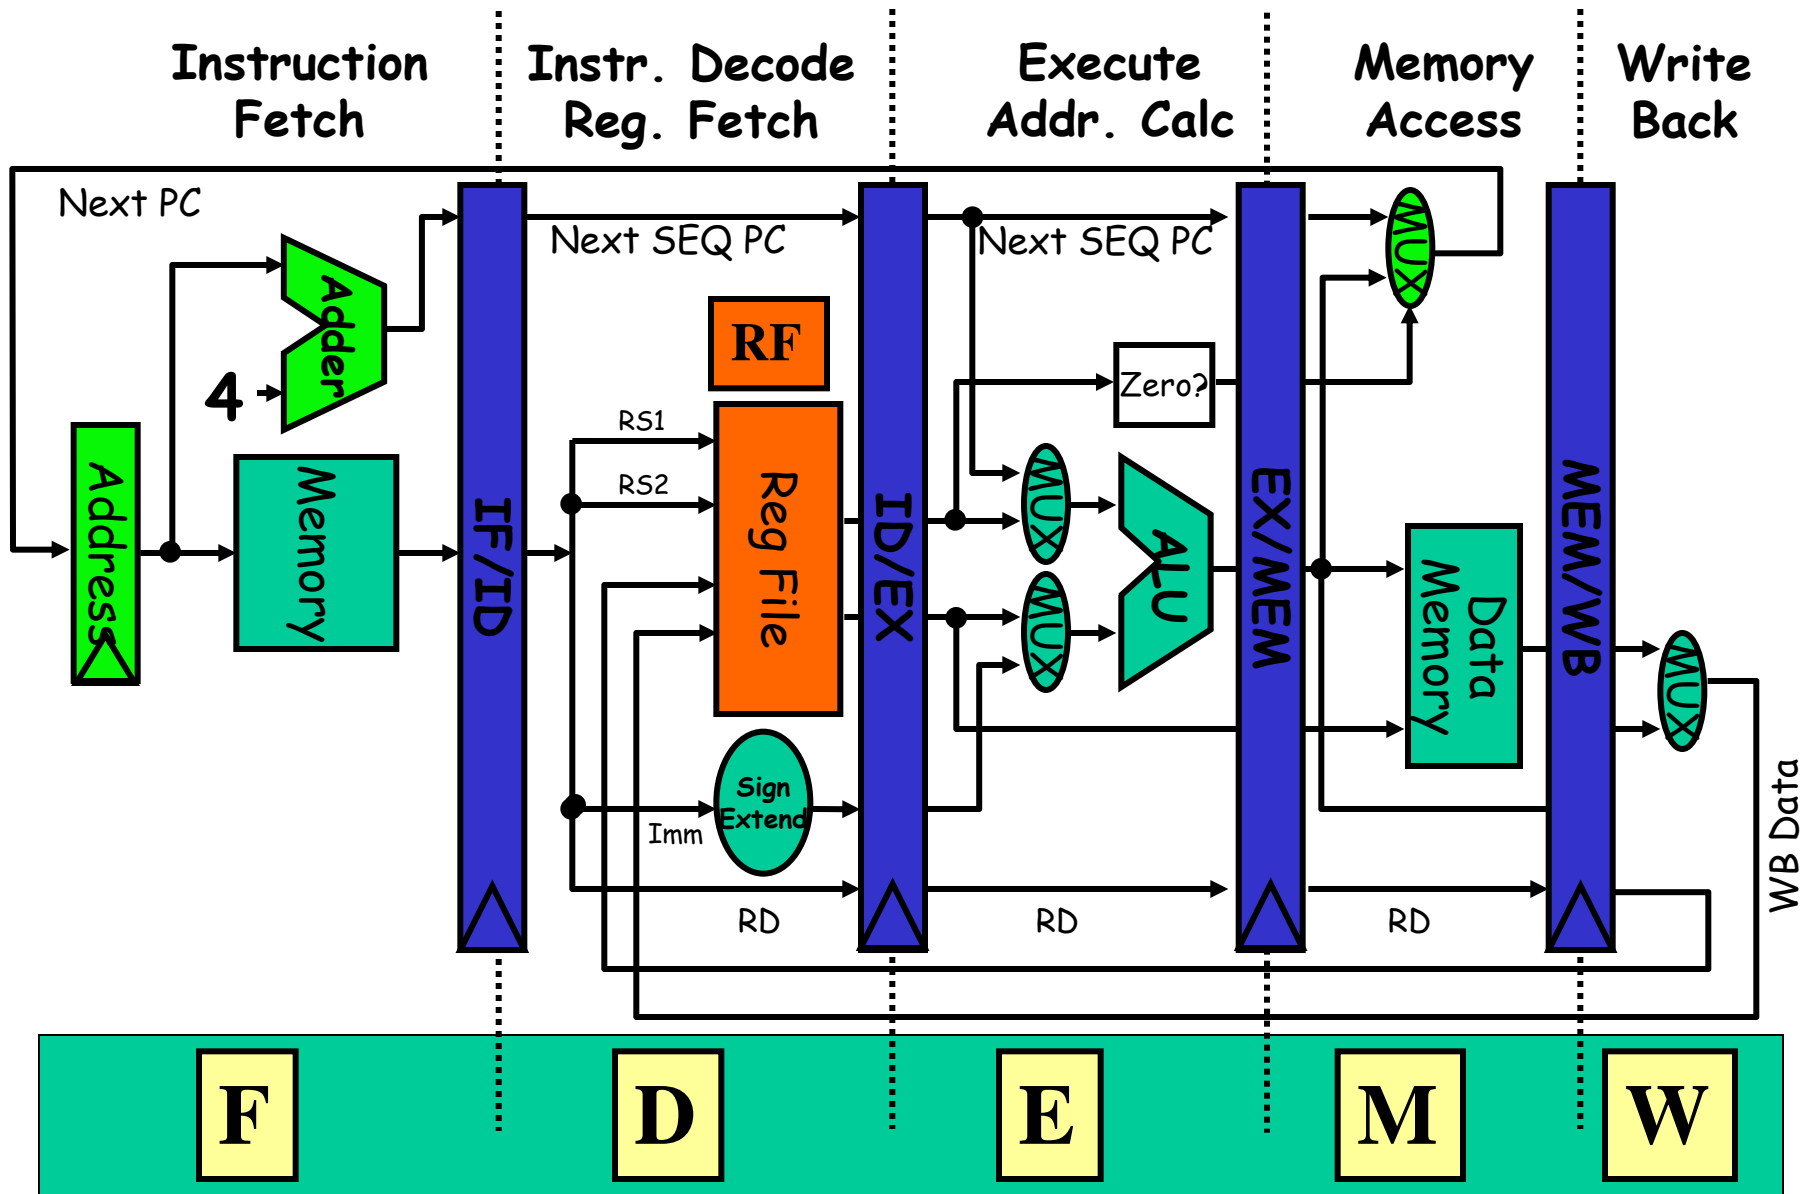 Instruction
Fetch
Instr. Decode
Reg. Fetch
Execute
Addr. Calc
Memory
Access
Write
Back
Next PC
Next SEQ PC
Next SEQ PC
MUX
Adder
4
RF
Zero?
RS1
RS2
Address
Memory
IF/ID
Reg File
ID/EX
MUX
MUX
ALU
EX/MEM
Data
Memory
MEM/WB
MUX
Sign
Extend
Imm
WB Data
RD
RD
RD
F
D
E
M
W